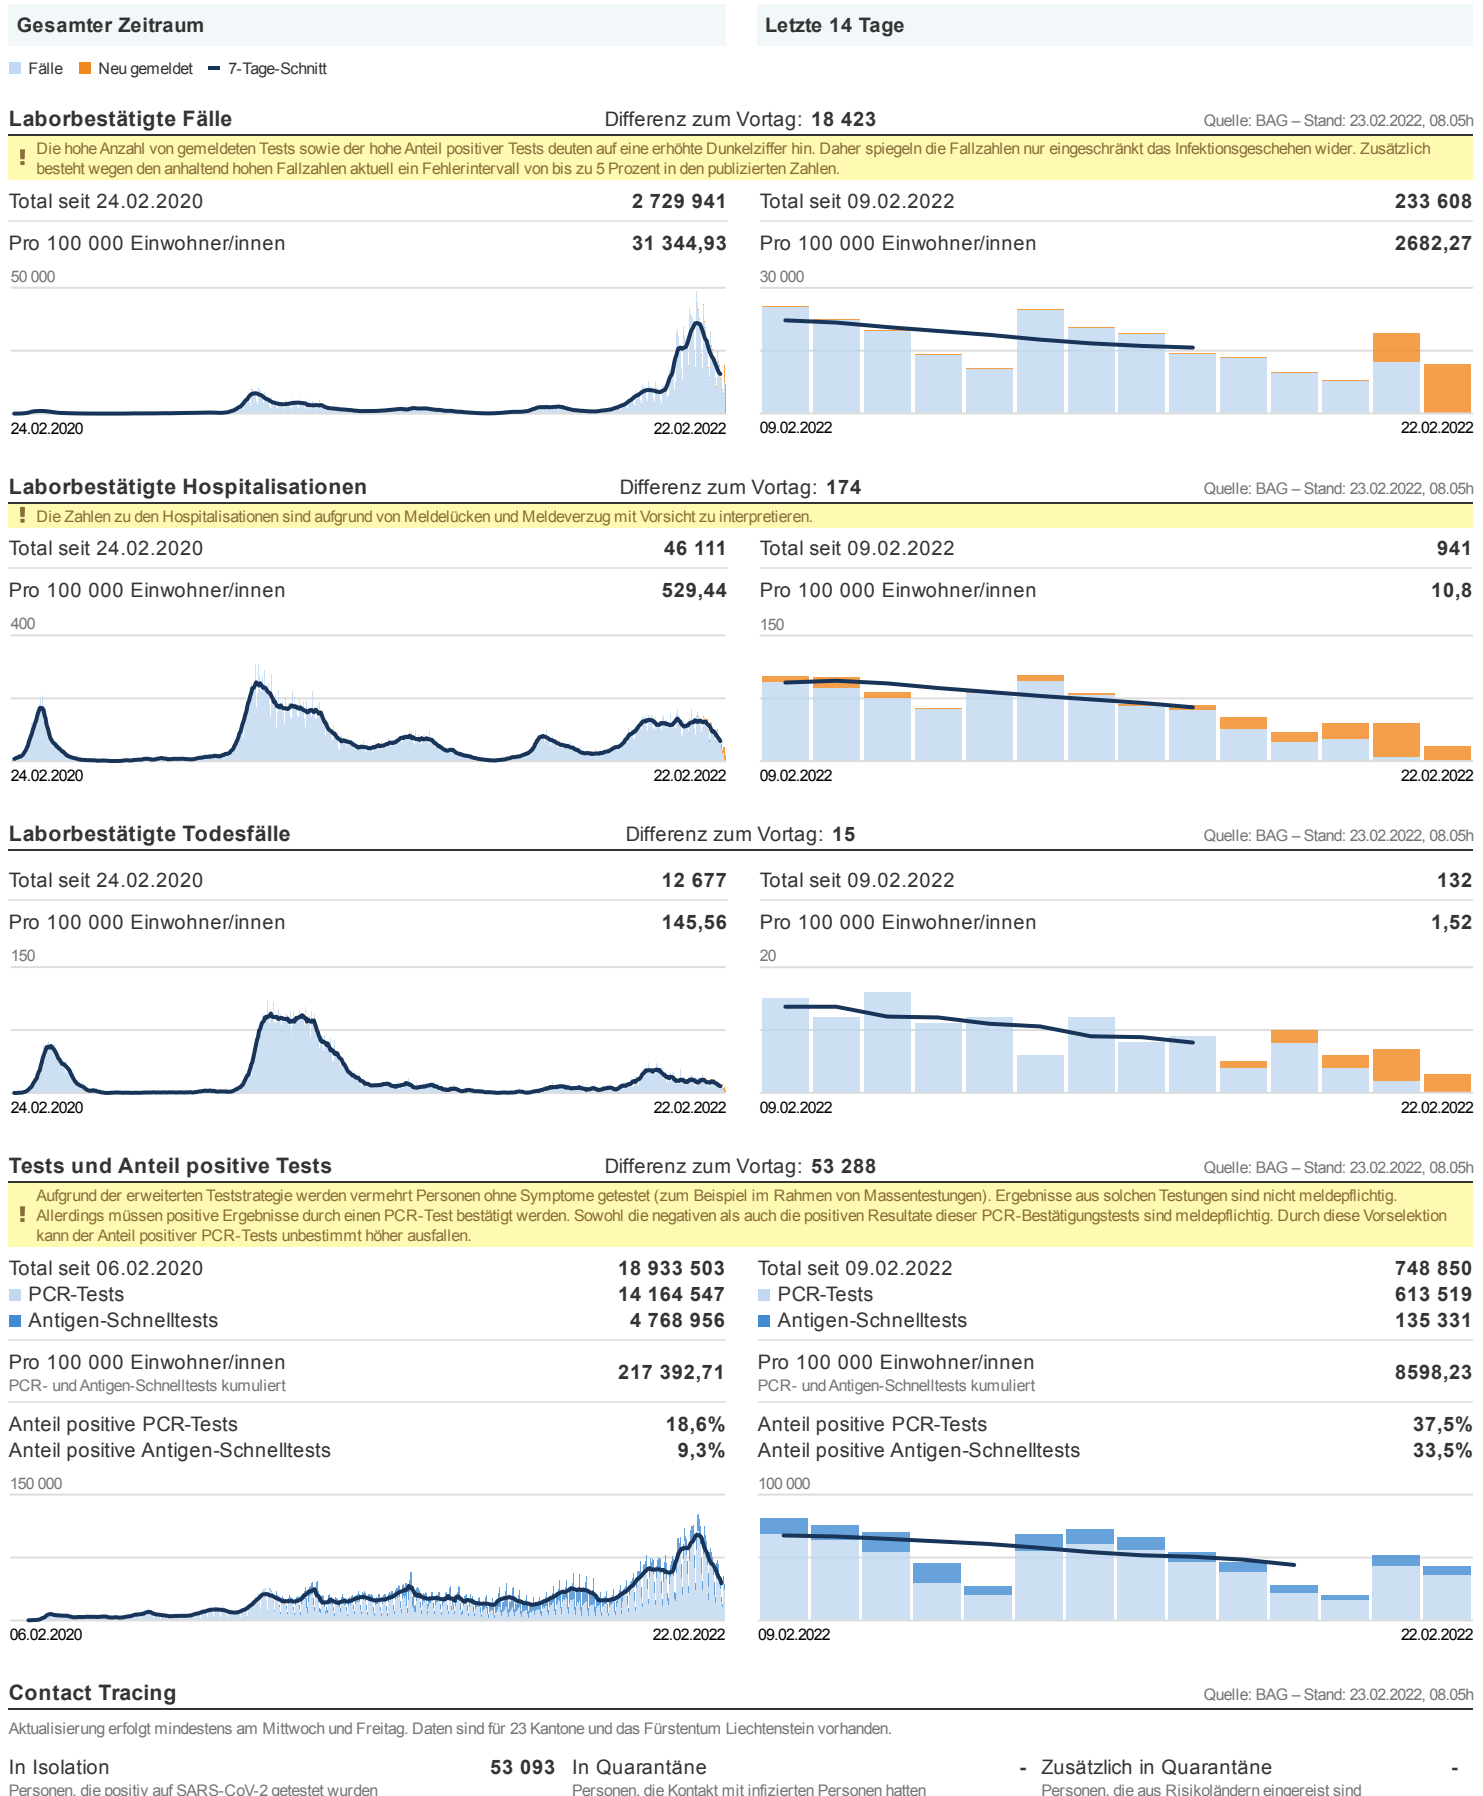 Gesamter Zeitraum
Letzte 14 Tage
Fälle Neu gemeldet 7-Tage-Schnitt
Laborbestätigte Fälle Differenz zum Vortag: 18 423 Quelle: BAG – Stand: 23.02.2022, 08.05h
! Die hohe Anzahl von gemeldeten Tests sowie der hohe Anteil positiver Tests deuten auf eine erhöhte Dunkelziffer hin. Daher spiegeln die Fallzahlen nur eingeschränkt das Infektionsgeschehen wider. Zusätzlich
besteht wegen den anhaltend hohen Fallzahlen aktuell ein Fehlerintervall von bis zu 5 Prozent in den publizierten Zahlen.
Total seit 24.02.2020 2 729 941
Pro 100 000 Einwohner/innen 31 344,93
50 000
24.02.2020 22.02.2022
Total seit 09.02.2022 233 608
Pro 100 000 Einwohner/innen 2682,27
30 000
09.02.2022 22.02.2022
Laborbestätigte Hospitalisationen Differenz zum Vortag: 174 Quelle: BAG – Stand: 23.02.2022, 08.05h
! Die Zahlen zu den Hospitalisationen sind aufgrund von Meldelücken und Meldeverzug mit Vorsicht zu interpretieren.
Total seit 24.02.2020 46 111
Pro 100 000 Einwohner/innen 529,44
400
24.02.2020 22.02.2022
Total seit 09.02.2022 941
Pro 100 000 Einwohner/innen 10,8
150
09.02.2022 22.02.2022
Laborbestätigte Todesfälle Differenz zum Vortag: 15 Quelle: BAG – Stand: 23.02.2022, 08.05h
Total seit 24.02.2020 12 677
Pro 100 000 Einwohner/innen 145,56
150
24.02.2020 22.02.2022
Total seit 09.02.2022 132
Pro 100 000 Einwohner/innen 1,52
20
09.02.2022 22.02.2022
Tests und Anteil positive Tests Differenz zum Vortag: 53 288 Quelle: BAG – Stand: 23.02.2022, 08.05h
Aufgrund der erweiterten Teststrategie werden vermehrt Personen ohne Symptome getestet (zum Beispiel im Rahmen von Massentestungen). Ergebnisse aus solchen Testungen sind nicht meldepflichtig.
! Allerdings müssen positive Ergebnisse durch einen PCR-Test bestätigt werden. Sowohl die negativen als auch die positiven Resultate dieser PCR-Bestätigungstests sind meldepflichtig. Durch diese Vorselektion
kann der Anteil positiver PCR-Tests unbestimmt höher ausfallen.
Total seit 06.02.2020 18 933 503
PCR-Tests 14 164 547
Antigen-Schnelltests 4 768 956
Pro 100 000 Einwohner/innen 217 392,71
PCR- und Antigen-Schnelltests kumuliert
Anteil positive PCR-Tests 18,6%
Anteil positive Antigen-Schnelltests 9,3%
150 000
06.02.2020 22.02.2022
Total seit 09.02.2022 748 850
PCR-Tests 613 519
Antigen-Schnelltests 135 331
Pro 100 000 Einwohner/innen 8598,23
PCR- und Antigen-Schnelltests kumuliert
Anteil positive PCR-Tests 37,5%
Anteil positive Antigen-Schnelltests 33,5%
100 000
09.02.2022 22.02.2022
Contact Tracing Quelle: BAG – Stand: 23.02.2022, 08.05h
Aktualisierung erfolgt mindestens am Mittwoch und Freitag. Daten sind für 23 Kantone und das Fürstentum Liechtenstein vorhanden.
In Isolation 53 093
Personen, die positiv auf SARS-CoV-2 getestet wurden
In Quarantäne -
Personen, die Kontakt mit infizierten Personen hatten
Zusätzlich in Quarantäne -
Personen, die aus Risikoländern eingereist sind